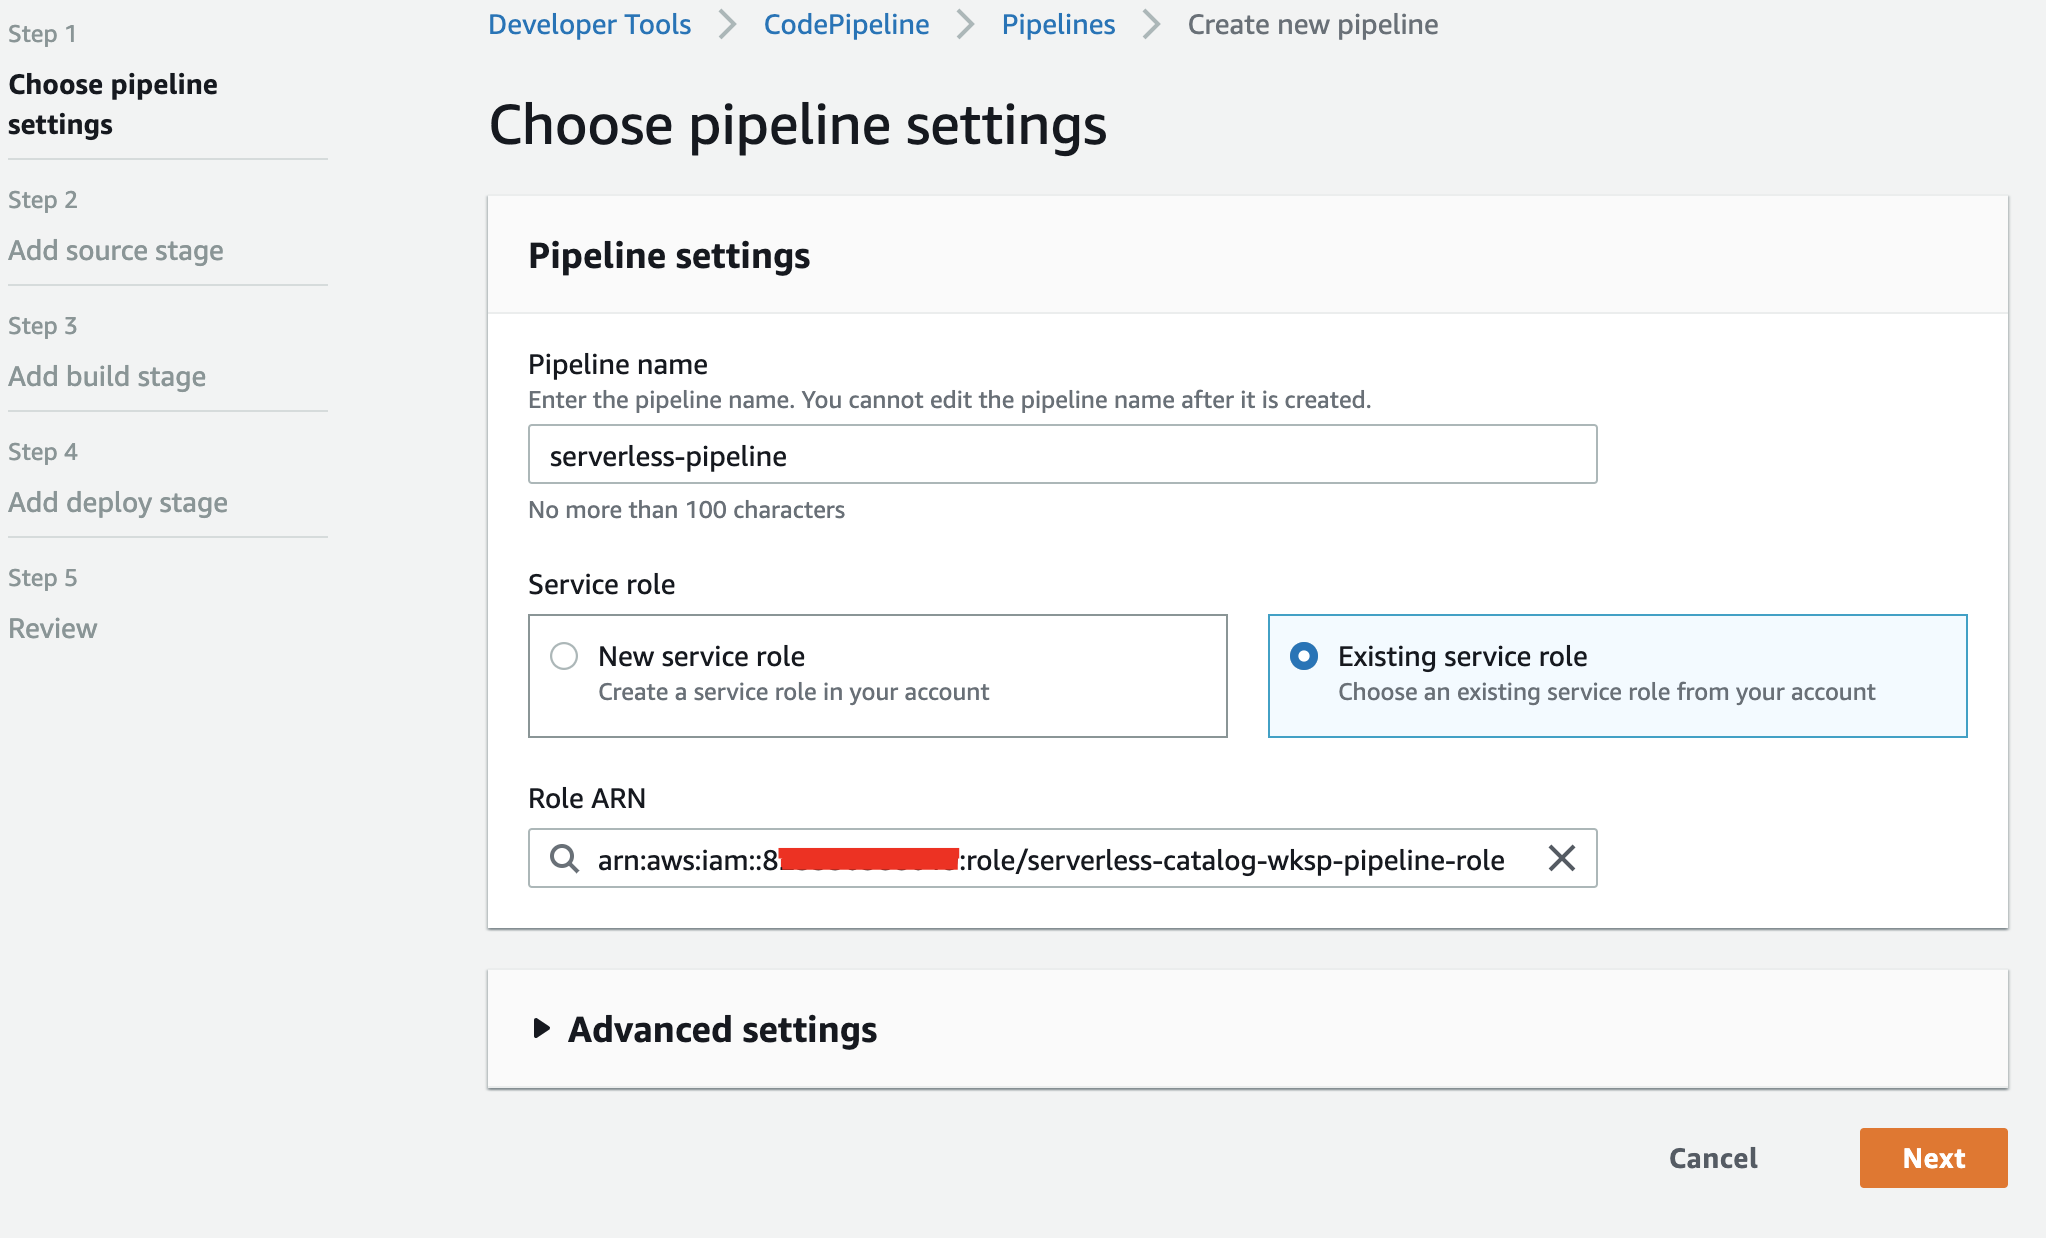 Step 1
Choose pipeline
settings
Step 2
Add source stage
Step 3
Add build stage
Step 4
Add deploy stage
Step 5
Review
Developer Tools > CodePipeline > Pipelines > Create new pipeline
Choose pipeline settings
Pipeline settings
Pipeline name
Enter the pipeline name. You cannot edit the pipeline name after it is created.
serverless-pipeline
No more than 100 characters
Service role
New service role
Create a service role in your account
Existing service role
Choose an existing service role from your account
Role ARN
arn:aws:iam::8 :role/serverless-catalog-wksp-pipeline-role
Advanced settings
Cancel
Next